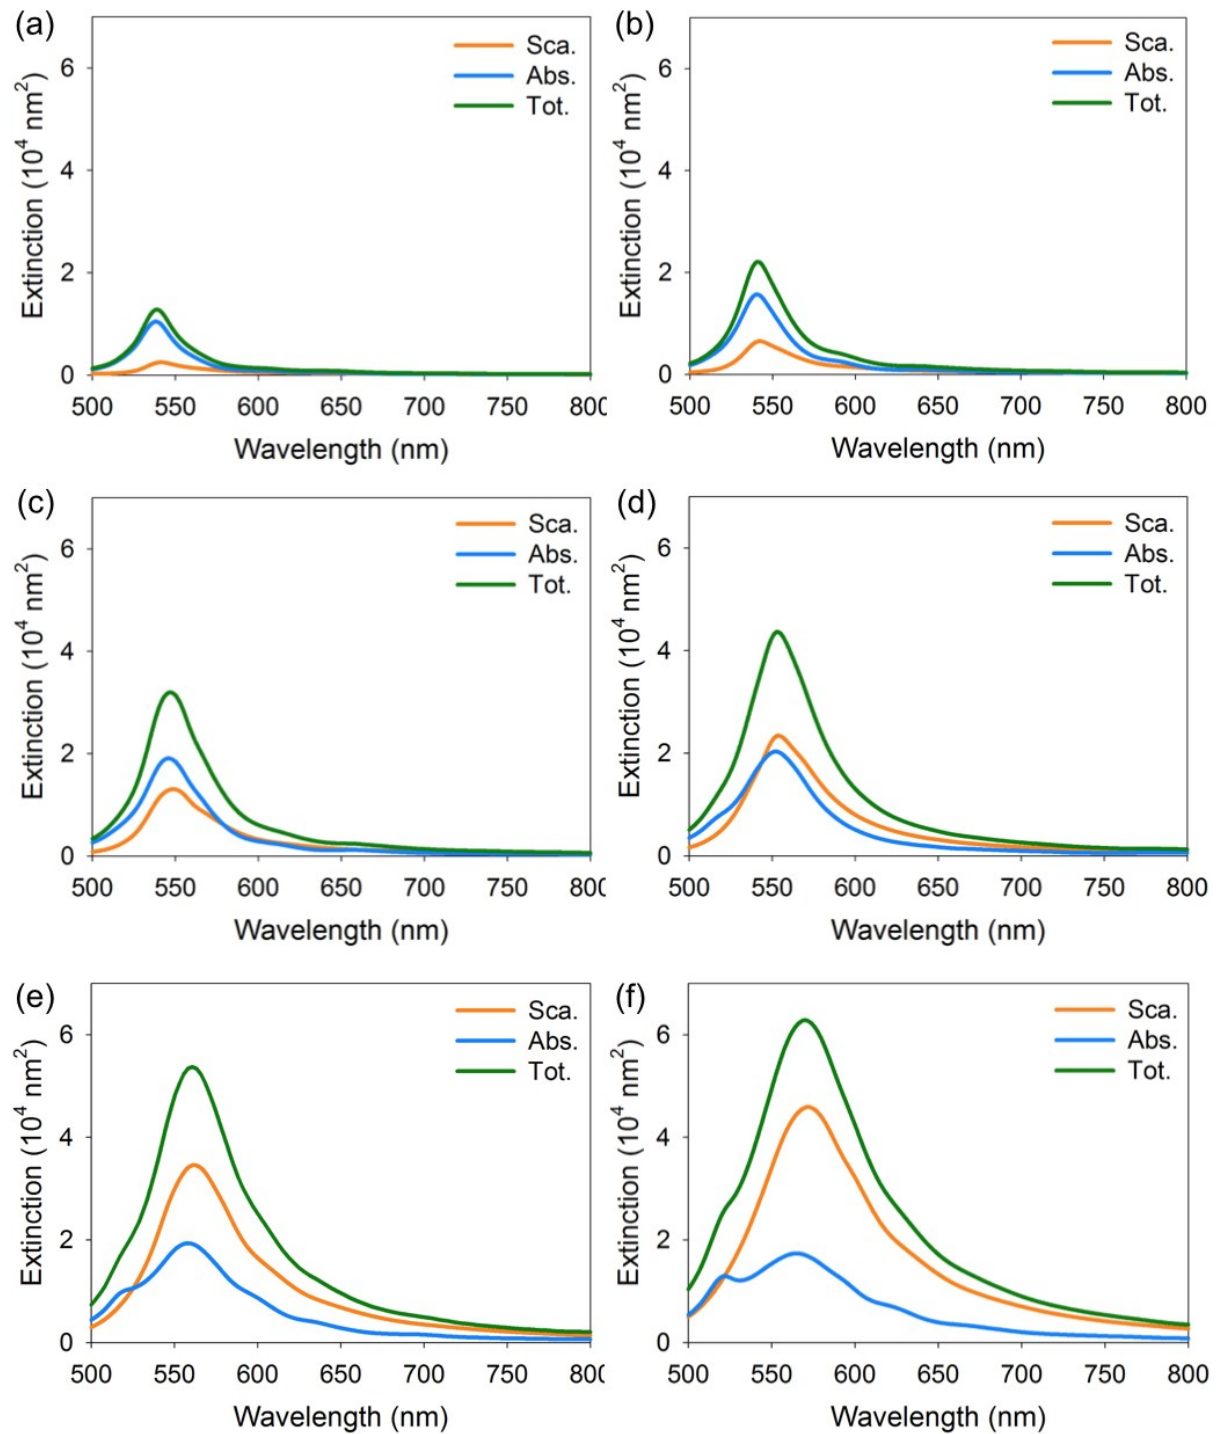 (a)
Extinction (10⁴ nm²)
6
4
2
0
Sca.
Abs.
Tot.
500 550 600 650 700 750 800
Wavelength (nm)
(b)
Extinction (10⁴ nm²)
6
4
2
0
Sca.
Abs.
Tot.
500 550 600 650 700 750 800
Wavelength (nm)
(c)
Extinction (10⁴ nm²)
6
4
2
0
Sca.
Abs.
Tot.
500 550 600 650 700 750 800
Wavelength (nm)
(d)
Extinction (10⁴ nm²)
6
4
2
0
Sca.
Abs.
Tot.
500 550 600 650 700 750 800
Wavelength (nm)
(e)
Extinction (10⁴ nm²)
6
4
2
0
Sca.
Abs.
Tot.
500 550 600 650 700 750 800
Wavelength (nm)
(f)
Extinction (10⁴ nm²)
6
4
2
0
Sca.
Abs.
Tot.
500 550 600 650 700 750 800
Wavelength (nm)